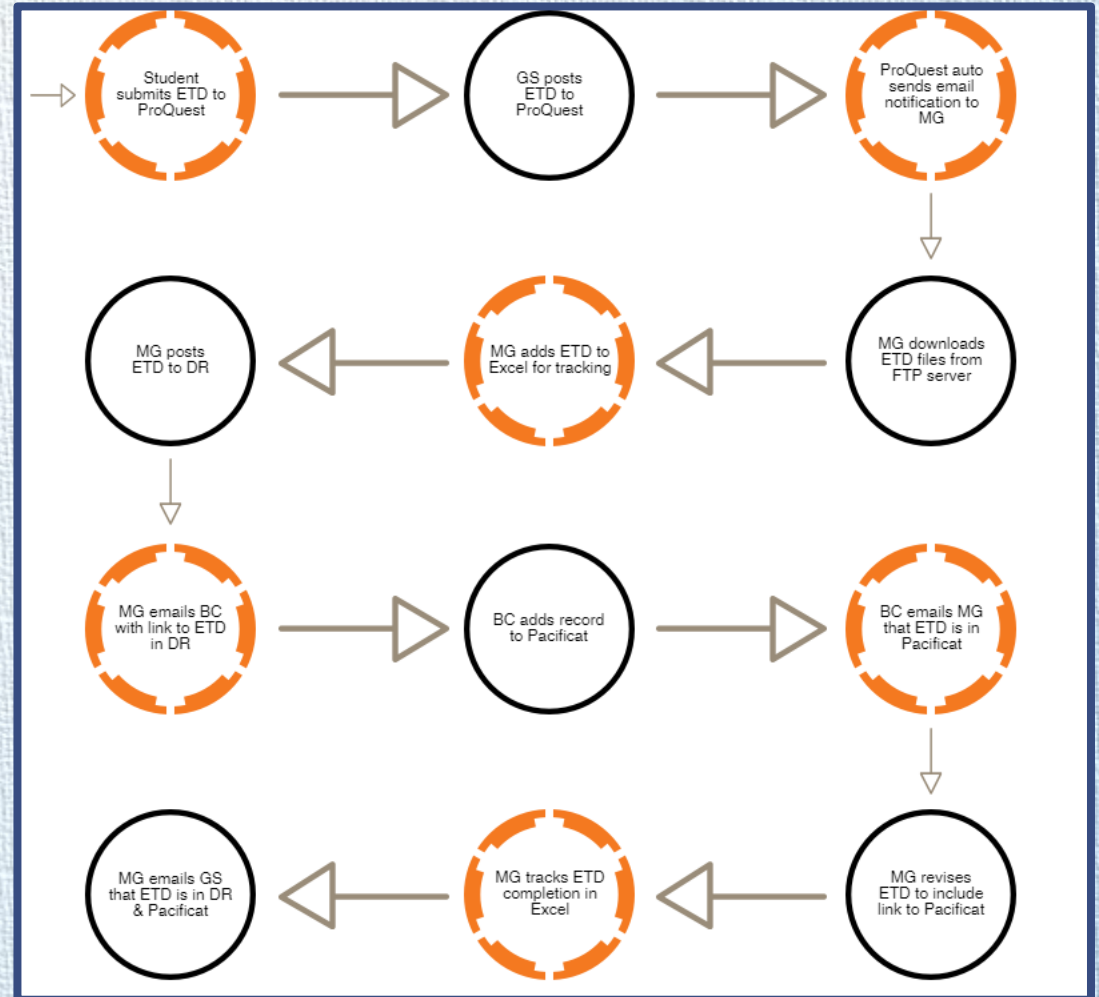 Student
submits ETD to
ProQuest
GS posts
ETD to
ProQuest
ProQuest auto
sends email
notification to
MG
MG downloads
ETD files from
FTP server
MG adds ETD to
Excel for tracking
MG posts
ETD to DR
MG emails BC
with link to ETD
in DR
BC adds record
to Pacificat
BC emails MG
that ETD is in
Pacificat
MG revises
ETD to include
link to Pacificat
MG tracks ETD
completion in
Excel
MG emails GS
that ETD is in DR
& Pacificat